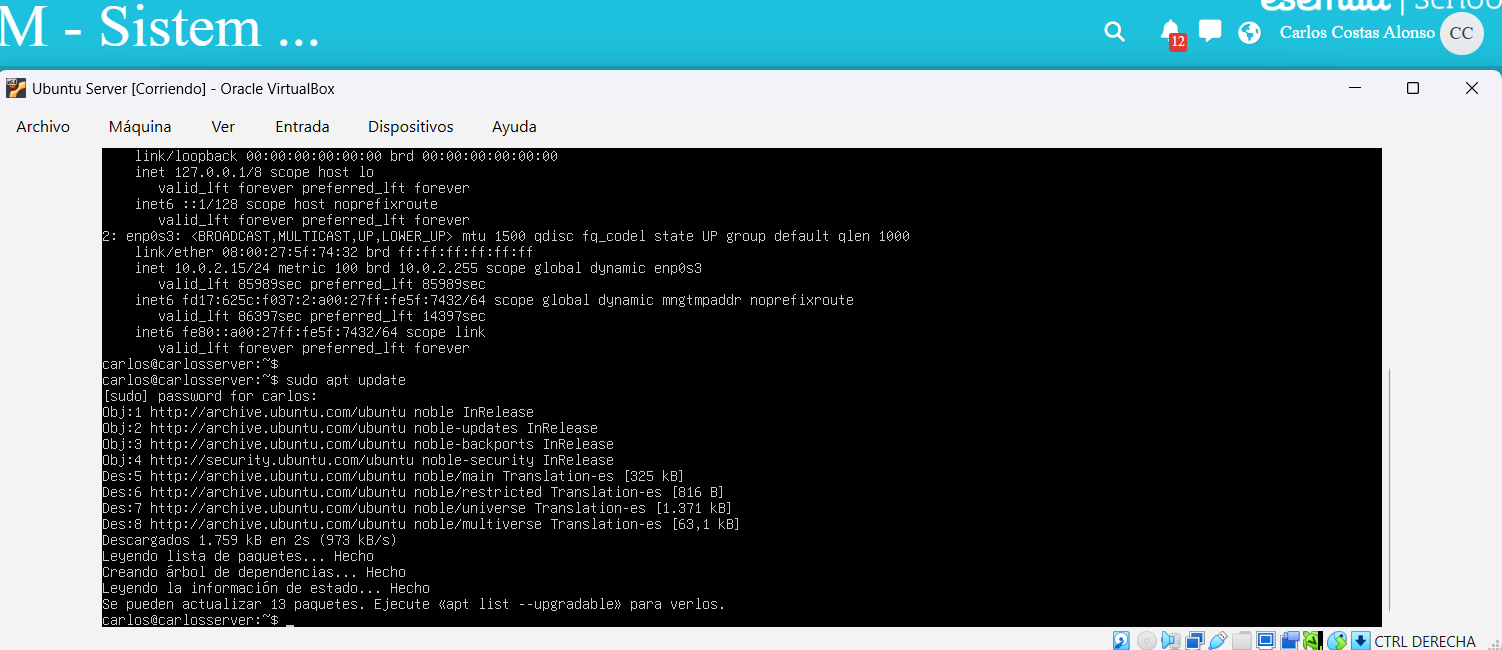 M - Sistem ...
12
Carlos Costas Alonso CC
Ubuntu Server [Corriendo] - Oracle VirtualBox
Archivo Máquina Ver Entrada Dispositivos Ayuda
link/loopback 00:00:00:00:00:00 brd 00:00:00:00:00:00
inet 127.0.0.1/8 scope host lo
valid_lft forever preferred_lft forever
inet6 ::1/128 scope host noprefixroute
valid_lft forever preferred_lft forever
2: enp0s3: <BROADCAST,MULTICAST,UP,LOWER_UP> mtu 1500 qdisc fq_codel state UP group default qlen 1000
link/ether 08:00:27:5f:74:32 brd ff:ff:ff:ff:ff:ff
inet 10.0.2.15/24 metric 100 brd 10.0.2.255 scope global dynamic enp0s3
valid_lft 85989sec preferred_lft 85989sec
inet6 fd17:625c:f037:2:a00:27ff:fe5f:7432/64 scope global dynamic mngtmpaddr noprefixroute
valid_lft 86397sec preferred_lft 14397sec
inet6 fe80::a00:27ff:fe5f:7432/64 scope link
valid_lft forever preferred_lft forever
carlos@carlosserver:~$
carlos@carlosserver:~$ sudo apt update
[sudo] password for carlos:
Obj:1 http://archive.ubuntu.com/ubuntu noble InRelease
Obj:2 http://archive.ubuntu.com/ubuntu noble-updates InRelease
Obj:3 http://archive.ubuntu.com/ubuntu noble-backports InRelease
Obj:4 http://security.ubuntu.com/ubuntu noble-security InRelease
Des:5 http://archive.ubuntu.com/ubuntu noble/main Translation-es [325 kB]
Des:6 http://archive.ubuntu.com/ubuntu noble/restricted Translation-es [816 B]
Des:7 http://archive.ubuntu.com/ubuntu noble/universe Translation-es [1.371 kB]
Des:8 http://archive.ubuntu.com/ubuntu noble/multiverse Translation-es [63,1 kB]
Descargados 1.759 kB en 2s (973 kB/s)
Leyendo lista de paquetes... Hecho
Creando árbol de dependencias... Hecho
Leyendo la información de estado... Hecho
Se pueden actualizar 13 paquetes. Ejecute «apt list --upgradable» para verlos.
carlos@carlosserver:~$ _
CTRL DERECHA